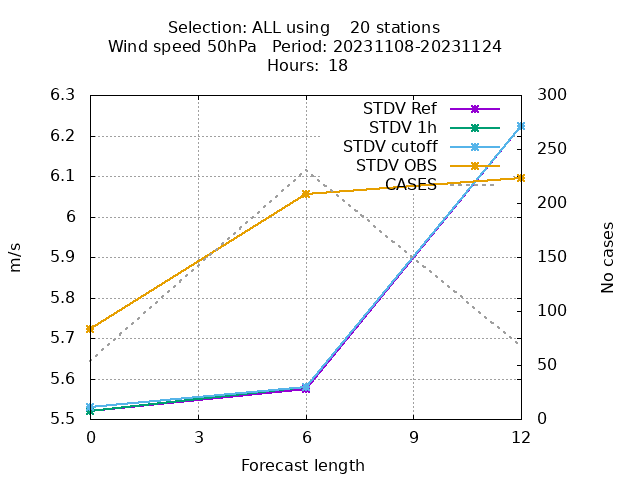 Selection: ALL using    20 stations
Wind speed 50hPa   Period: 20231108-20231124
Hours: 18
6.3
6.2
6.1
6
5.9
5.8
5.7
5.6
5.5
300
250
200
150
100
50
0
0
3
6
9
12
STDV Ref
STDV 1h
STDV cutoff
STDV OBS
CASES
m/s
No cases
Forecast length